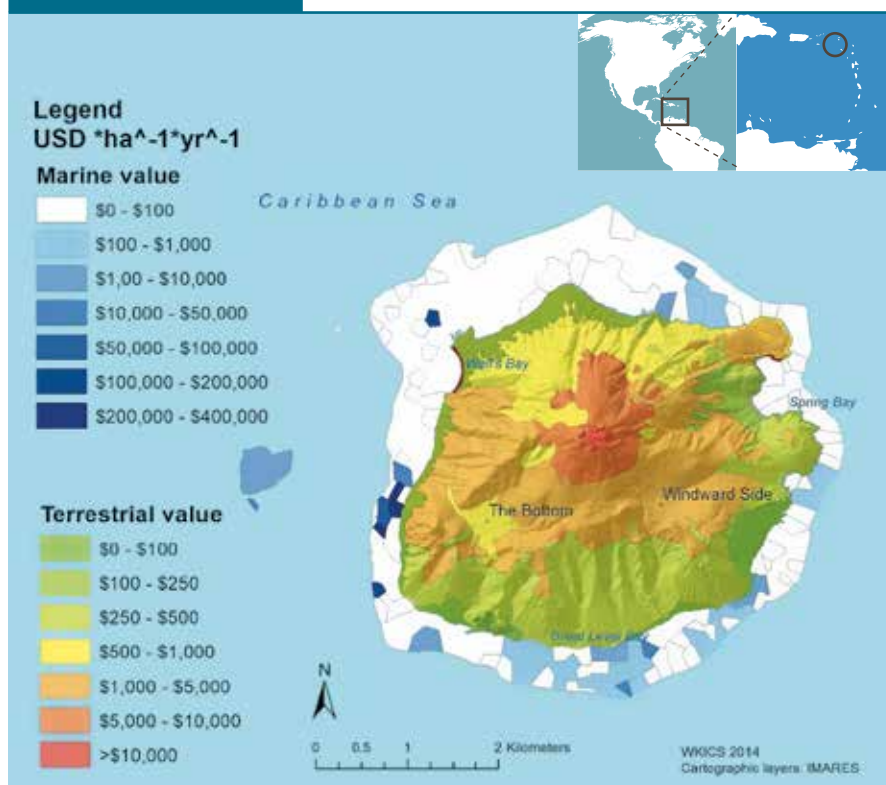 Legend
USD *ha^-1*yr^-1
Marine value
$0 - $100
$100 - $1,000
$1,00 - $10,000
$10,000 - $50,000
$50,000 - $100,000
$100,000 - $200,000
$200,000 - $400,000
Caribbean Sea
Well's Bay
Spring Bay
Windward Side
The Bottom
Terrestrial value
$0 - $100
$100 - $250
$250 - $500
$500 - $1,000
$1,000 - $5,000
$5,000 - $10,000
>$10,000
N
0 0.5 1 2 Kilometers
WKICS 2014
Cartographic layers: IMARES